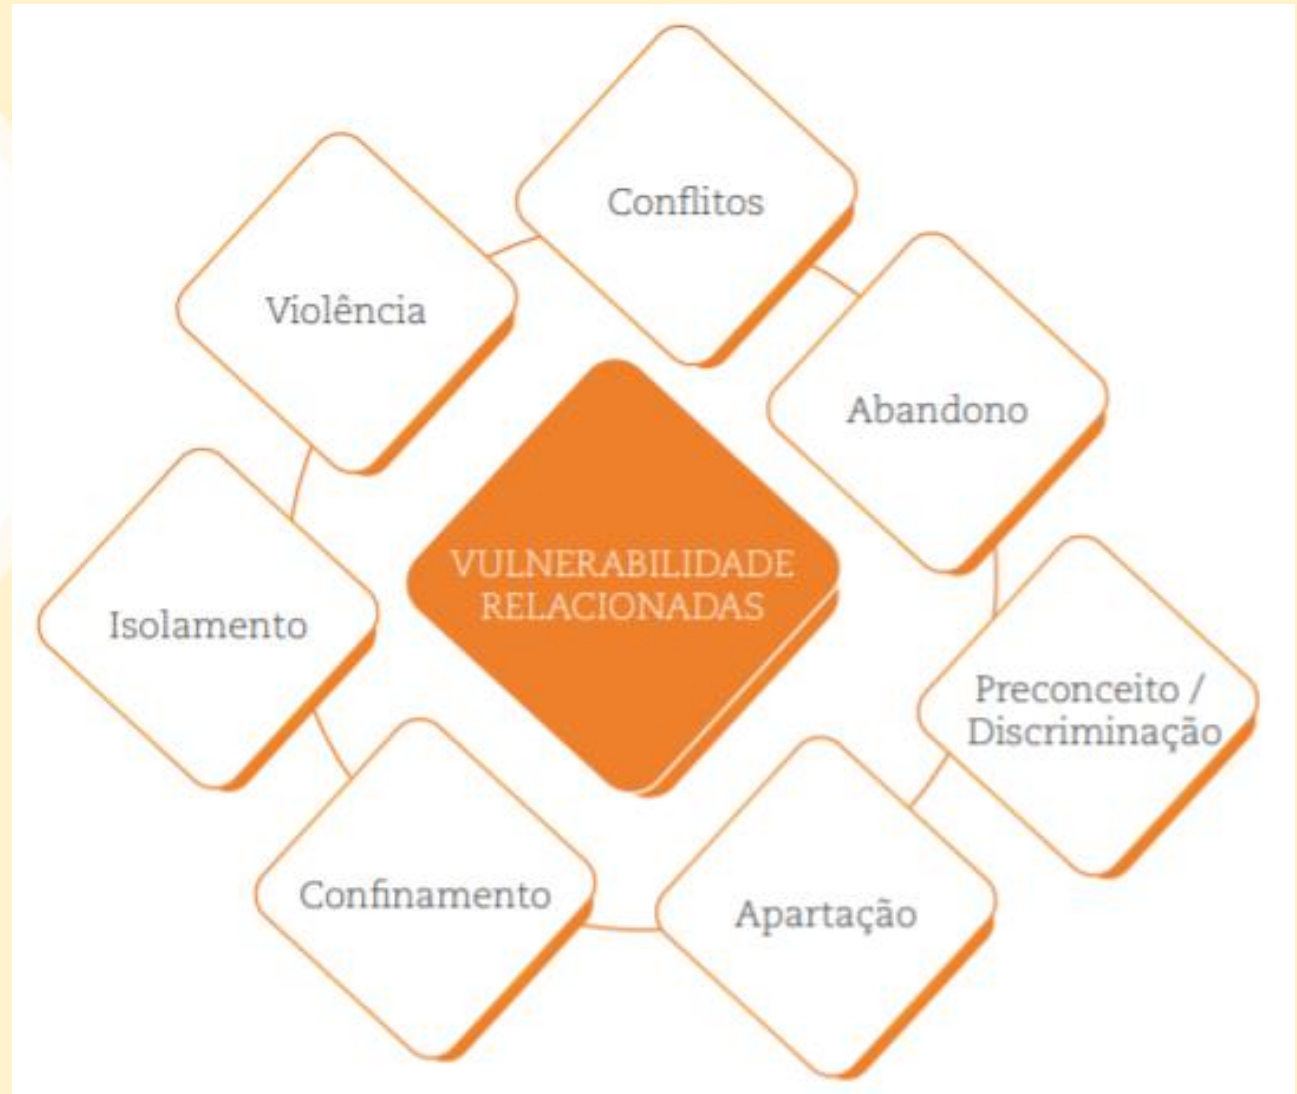 Conflitos
Violência
Abandono
VULNERABILIDADE
RELACIONADAS
Isolamento
Preconceito /
Discriminação
Confinamento
Apartação